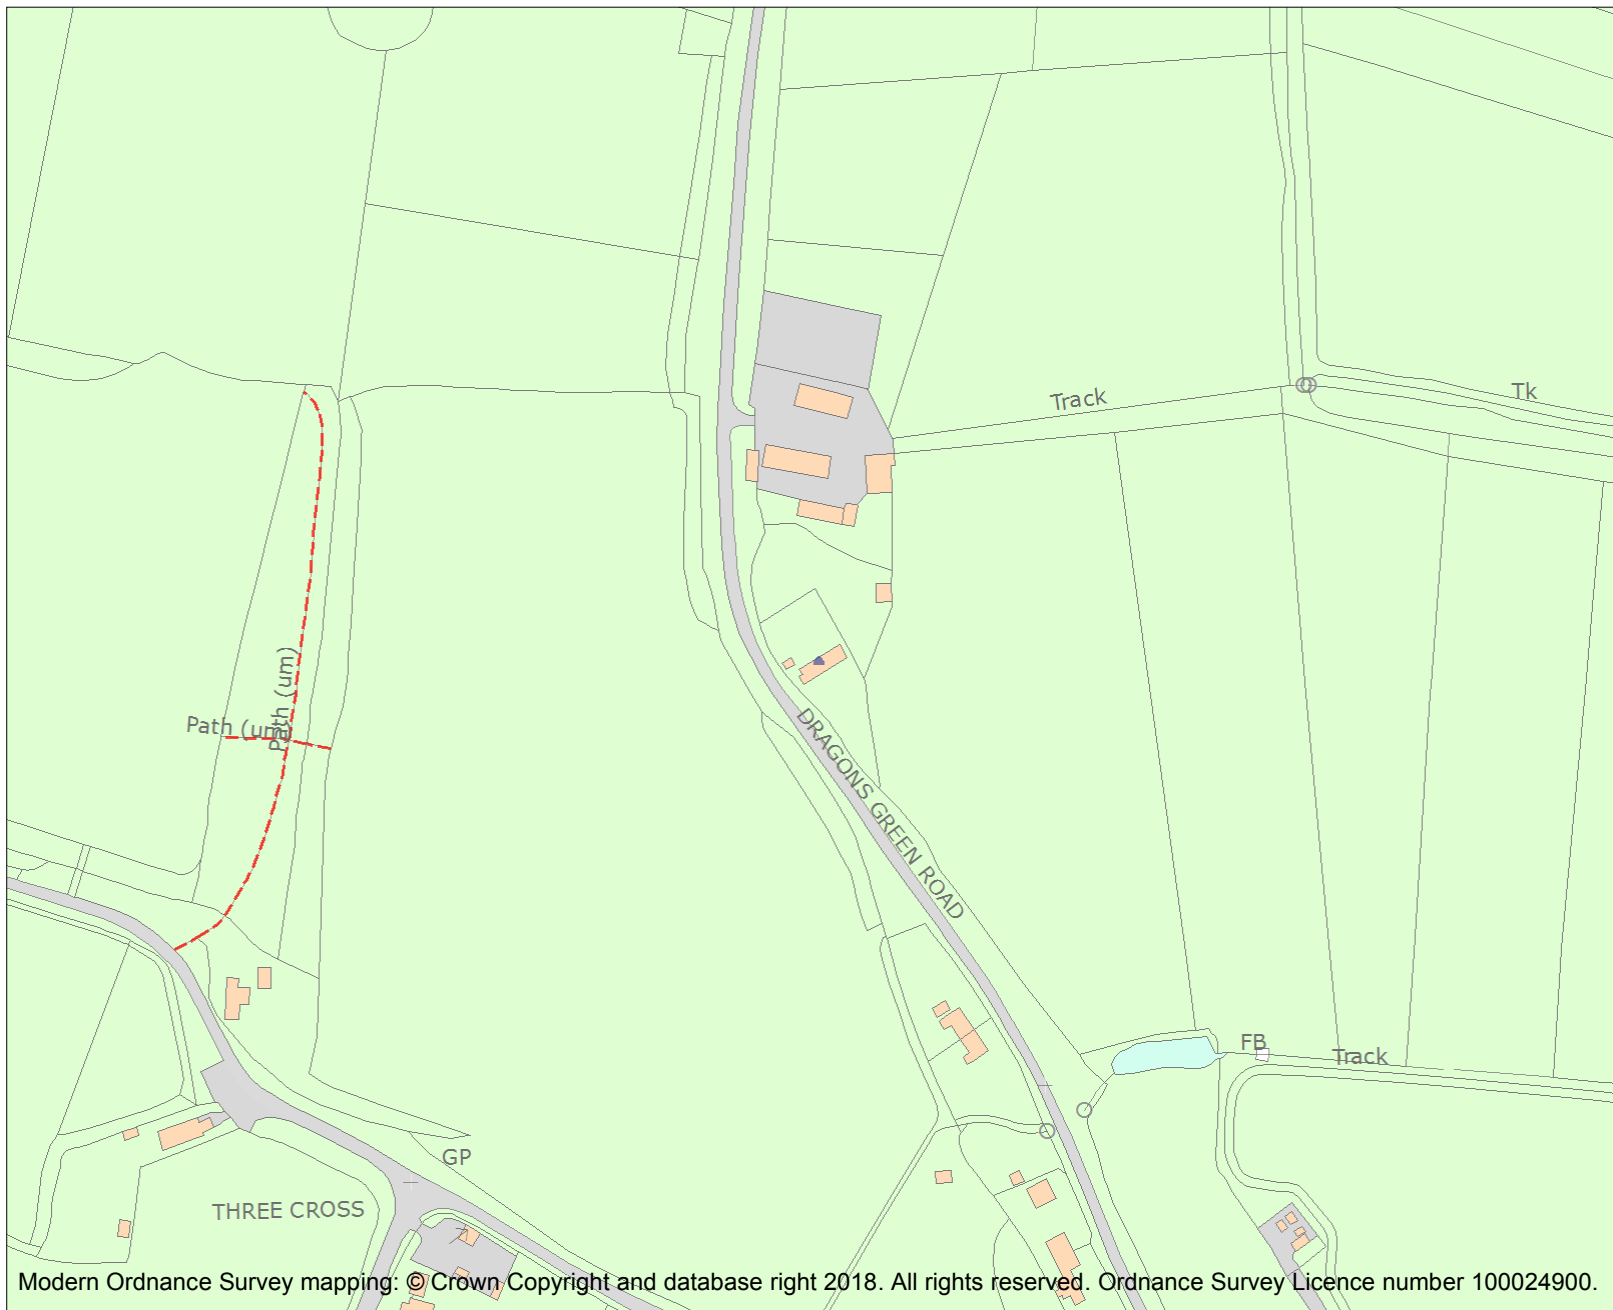 Track
Tk
Path (um)
Path (um)
DRAGONS GREEN ROAD
FB
Track
GP
THREE CROSS
Modern Ordnance Survey mapping: © Crown Copyright and database right 2018. All rights reserved. Ordnance Survey Licence number 100024900.